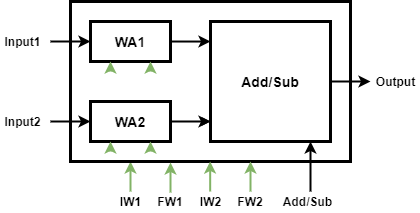 Input1
WA1
Add/Sub
Output
Input2
WA2
IW1 FW1 IW2 FW2 Add/Sub